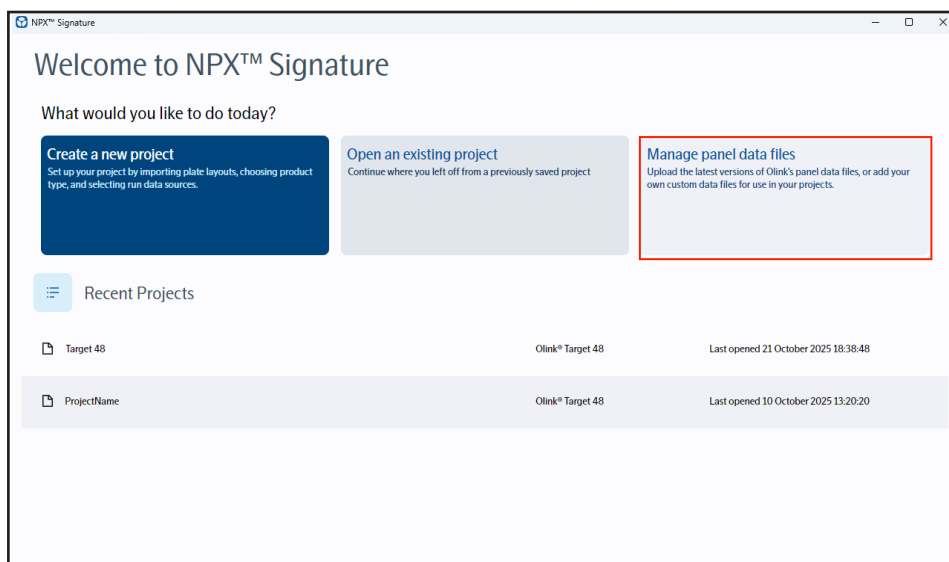 NPX™ Signature
Welcome to NPX™ Signature
What would you like to do today?
Create a new project
Set up your project by importing plate layouts, choosing product
type, and selecting run data sources.
Open an existing project
Continue where you left off from a previously saved project
Manage panel data files
Upload the latest versions of Olink's panel data files, or add your
own custom data files for use in your projects.
Recent Projects
Target 48 Olink® Target 48 Last opened 21 October 2025 18:38:48
ProjectName Olink® Target 48 Last opened 10 October 2025 13:20:20